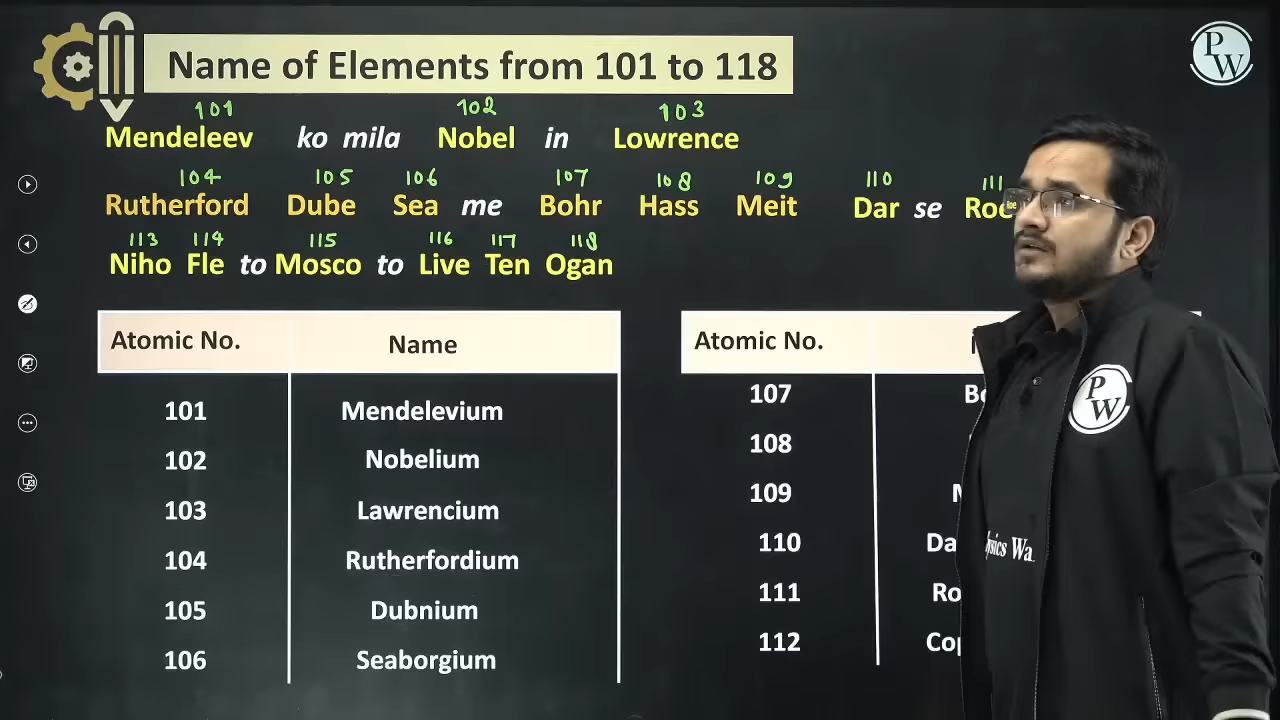 Name of Elements from 101 to 118
P
W
101 102 103
Mendeleev ko mila Nobel in Lowrence
104 105 106 107 108 109 110 111
Rutherford Dube Sea me Bohr Hass Meit Dar se Roe
113 114 115 116 117 118
Niho Fle to Mosco to Live Ten Ogan
Atomic No. Name
101 Mendelevium
102 Nobelium
103 Lawrencium
104 Rutherfordium
105 Dubnium
106 Seaborgium
Atomic No.
107
108
109
110
111
112
P
W